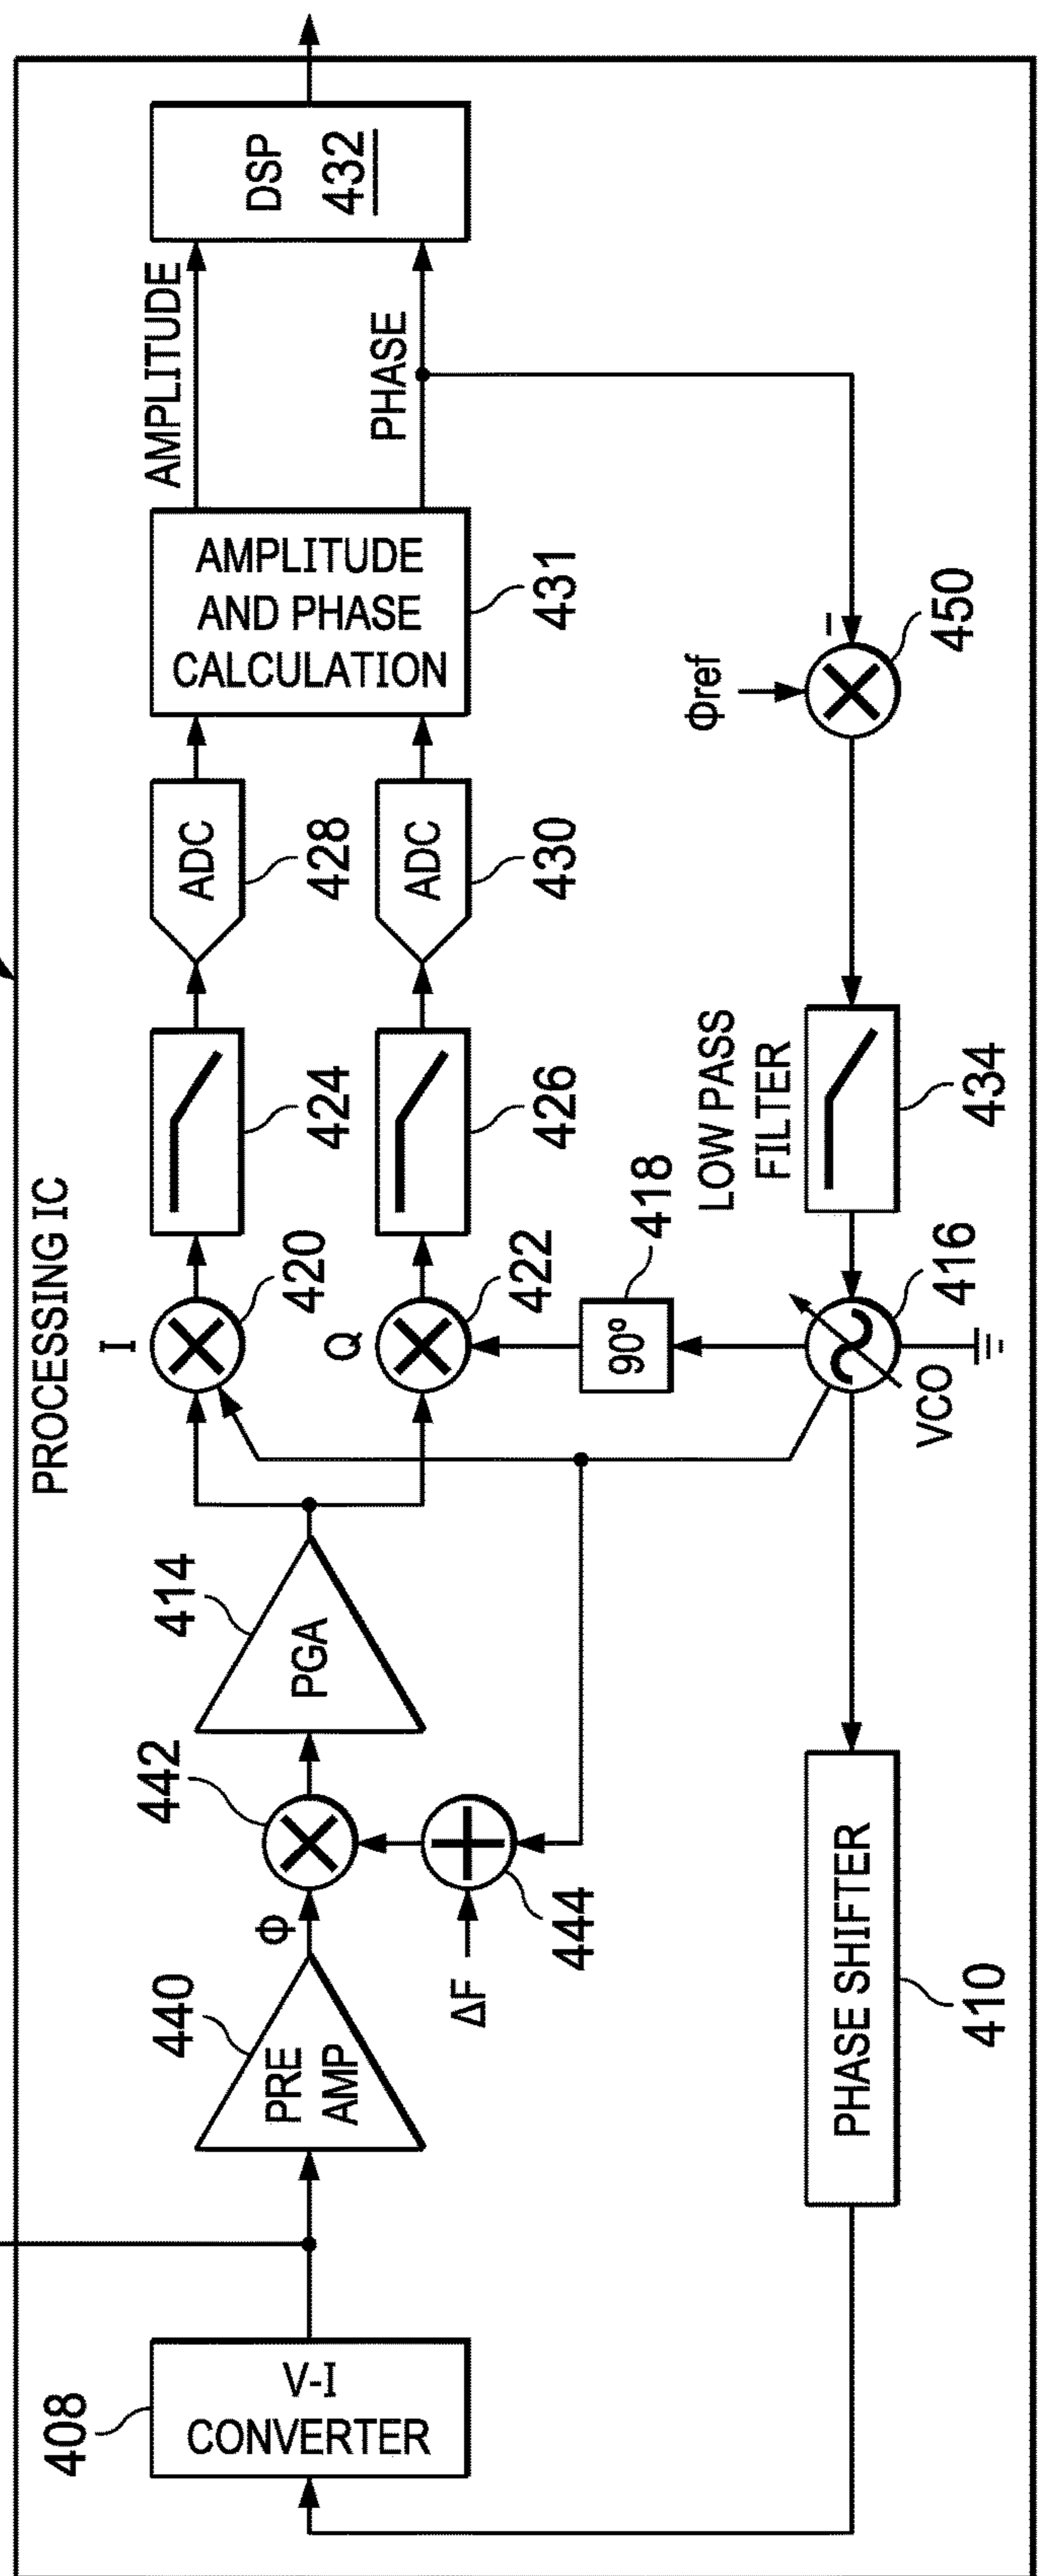 PROCESSING IC
408
V-I
CONVERTER
440
PRE
AMP
Φ
442
ΔF
444
414
PGA
I
420
Q
422
418
90º
424
426
ADC
428
ADC
430
AMPLITUDE
AND PHASE
CALCULATION
431
AMPLITUDE
PHASE
DSP
432
PHASE SHIFTER
410
VCO
416
LOW PASS
FILTER
434
Φref
−
450